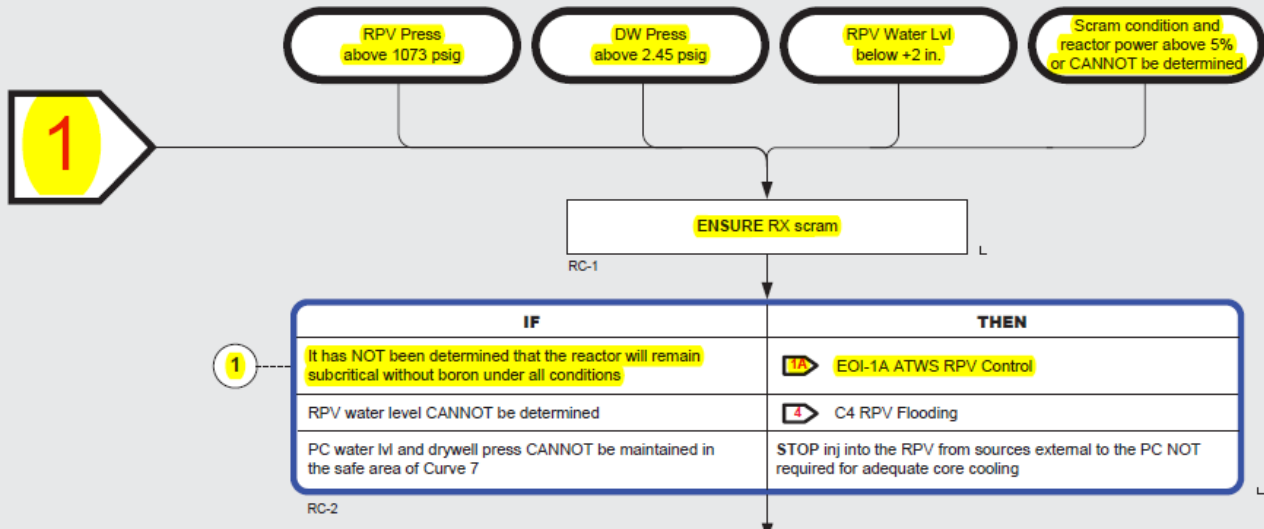 RPV Press
above 1073 psig
DW Press
above 2.45 psig
RPV Water Lvl
below +2 in.
Scram condition and
reactor power above 5%
or CANNOT be determined
1
ENSURE RX scram
RC-1
IF
THEN
1
It has NOT been determined that the reactor will remain
subcritical without boron under all conditions
1A
EOI-1A ATWS RPV Control
RPV water level CANNOT be determined
4
C4 RPV Flooding
PC water lvl and drywell press CANNOT be maintained in
the safe area of Curve 7
STOP inj into the RPV from sources external to the PC NOT
required for adequate core cooling
RC-2